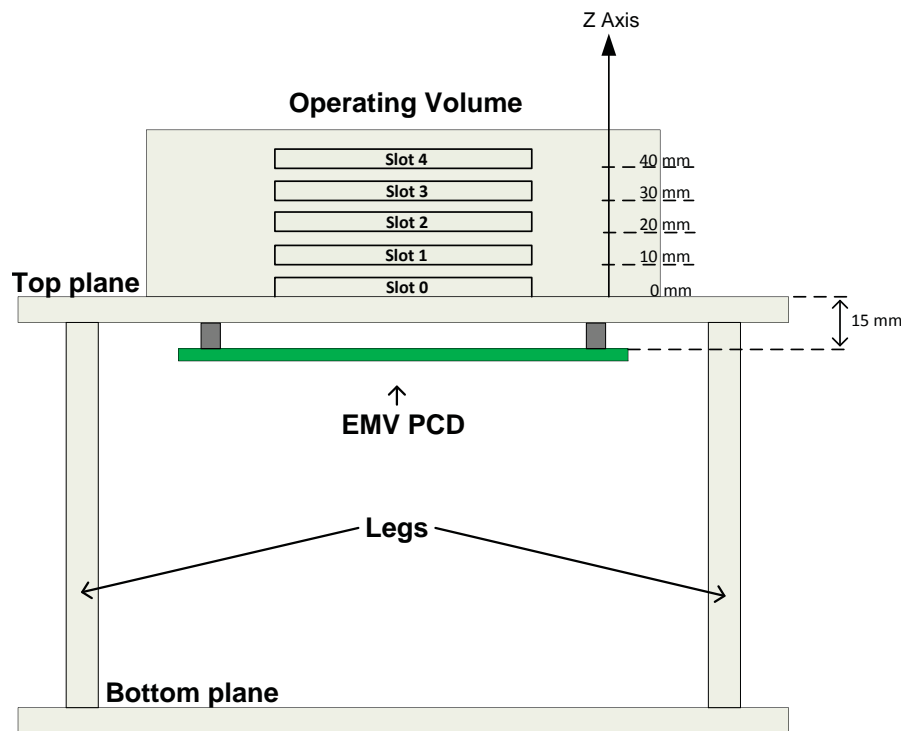 Z Axis
Operating Volume
Slot 4
40 mm
Slot 3
30 mm
Slot 2
20 mm
Slot 1
10 mm
Top plane
Slot 0
0 mm
15 mm
EMV PCD
Legs
Bottom plane